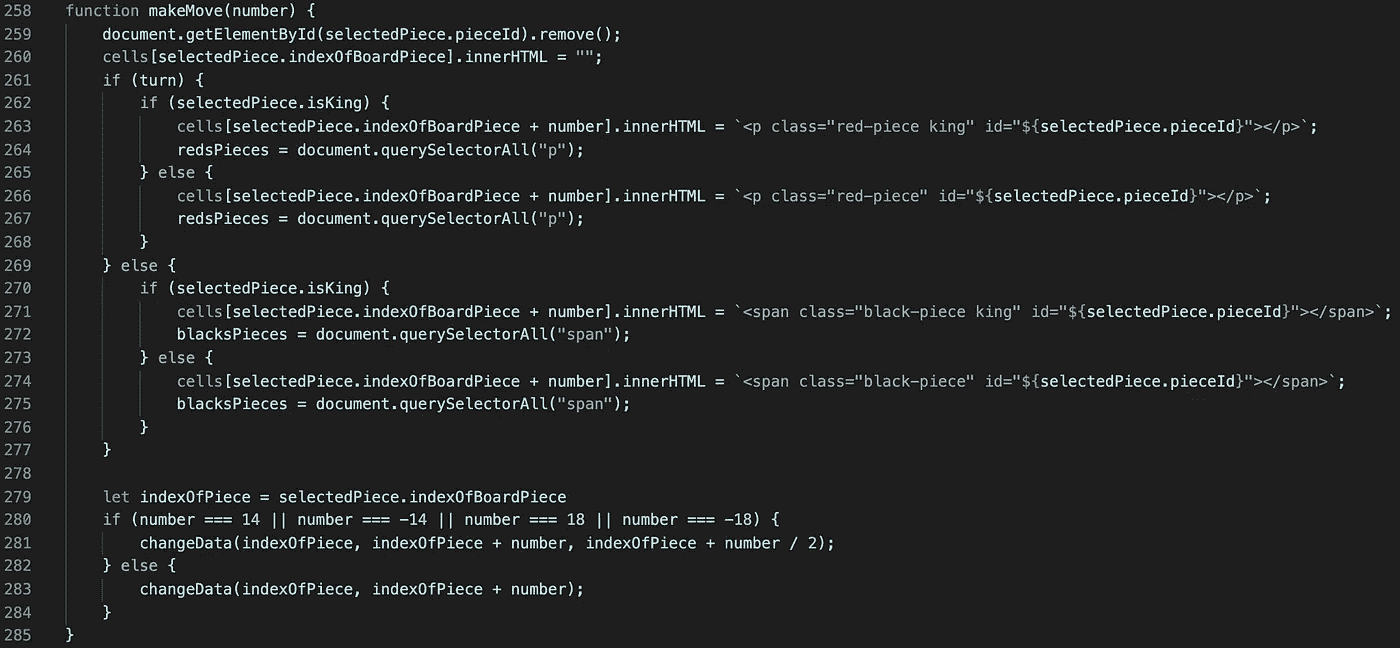 258 function makeMove(number) {
259     document.getElementById(selectedPiece.pieceId).remove();
260     cells[selectedPiece.indexOfBoardPiece].innerHTML = "";
261     if (turn) {
262         if (selectedPiece.isKing) {
263             cells[selectedPiece.indexOfBoardPiece + number].innerHTML = `<p class="red-piece king" id="${selectedPiece.pieceId}"></p>`;
264             redsPieces = document.querySelectorAll("p");
265         } else {
266             cells[selectedPiece.indexOfBoardPiece + number].innerHTML = `<p class="red-piece" id="${selectedPiece.pieceId}"></p>`;
267             redsPieces = document.querySelectorAll("p");
268         }
269     } else {
270         if (selectedPiece.isKing) {
271             cells[selectedPiece.indexOfBoardPiece + number].innerHTML = `<span class="black-piece king" id="${selectedPiece.pieceId}"></span>`;
272             blacksPieces = document.querySelectorAll("span");
273         } else {
274             cells[selectedPiece.indexOfBoardPiece + number].innerHTML = `<span class="black-piece" id="${selectedPiece.pieceId}"></span>`;
275             blacksPieces = document.querySelectorAll("span");
276         }
277     }
278
279     let indexOfPiece = selectedPiece.indexOfBoardPiece
280     if (number === 14 || number === -14 || number === 18 || number === -18) {
281         changeData(indexOfPiece, indexOfPiece + number, indexOfPiece + number / 2);
282     } else {
283         changeData(indexOfPiece, indexOfPiece + number);
284     }
285 }